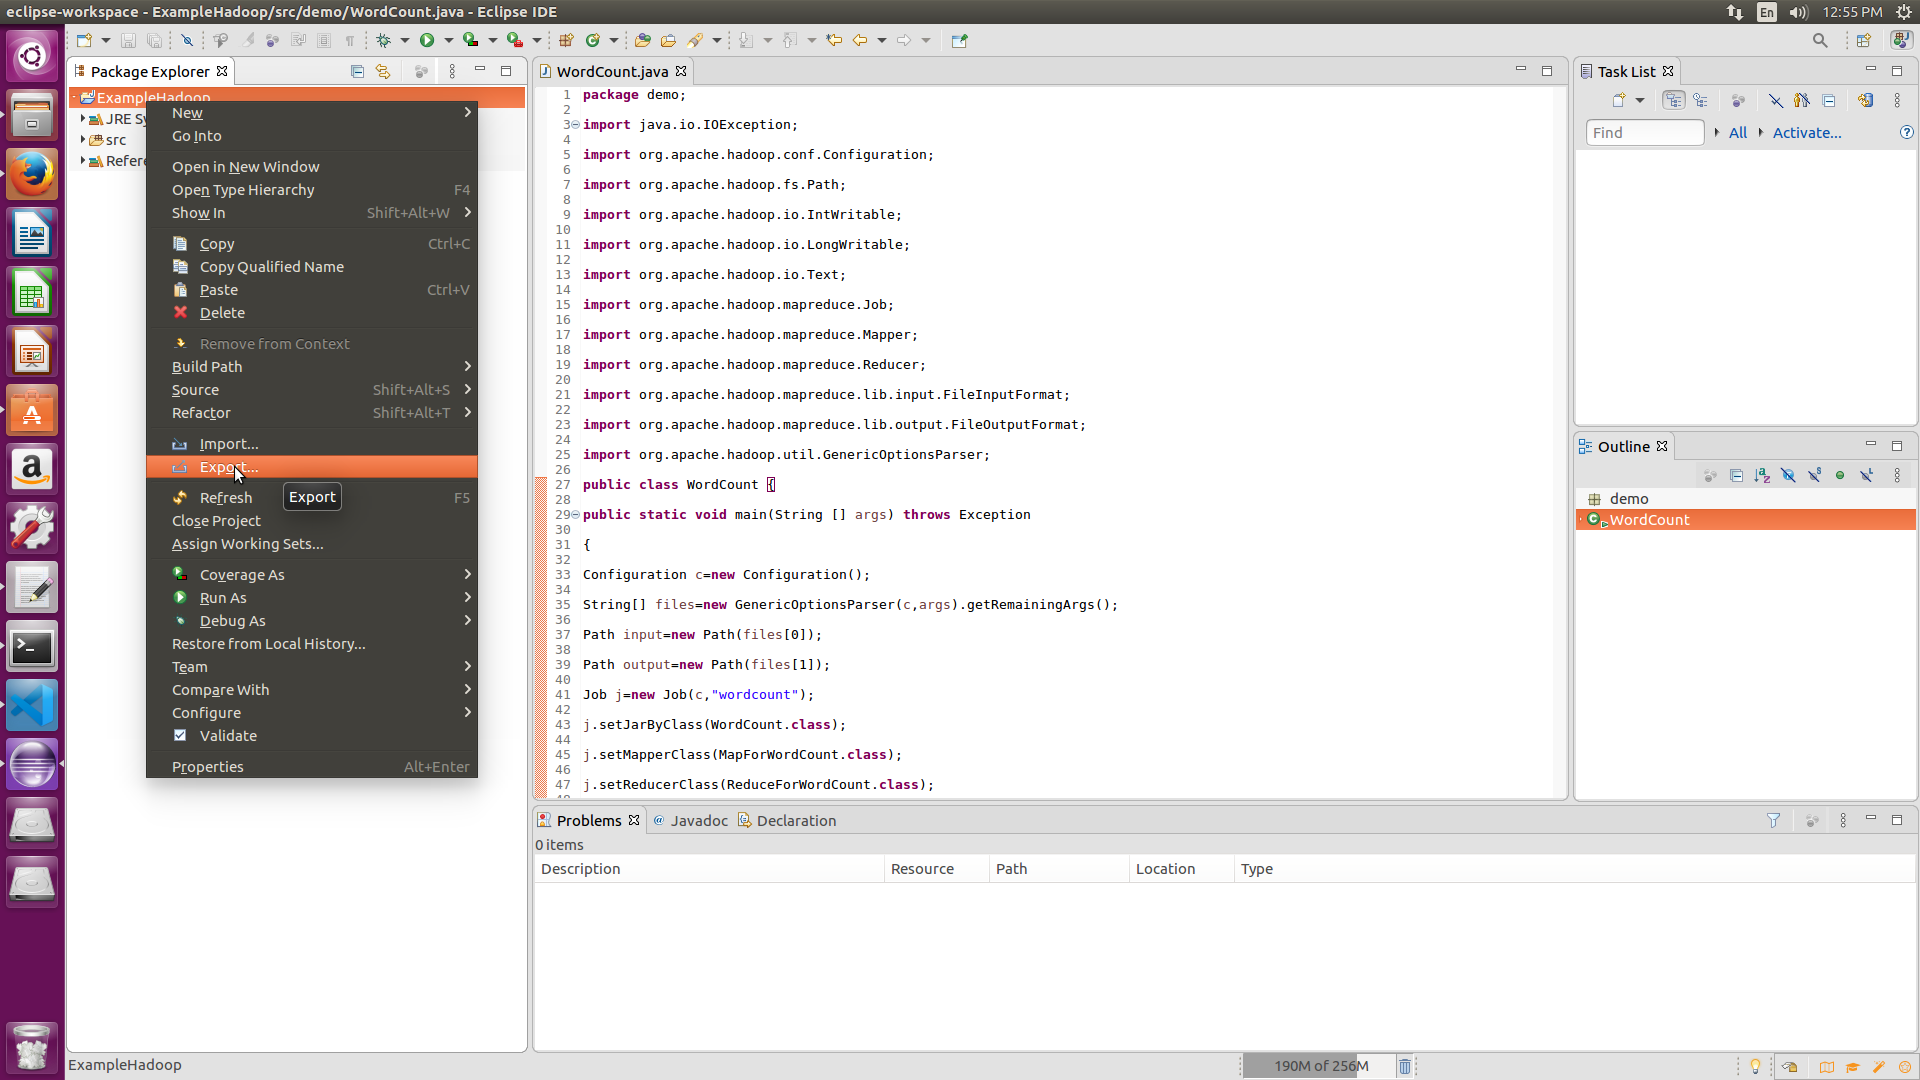 eclipse-workspace - ExampleHadoop/src/demo/WordCount.java - Eclipse IDE
En
12:55 PM
Package Explorer
ExampleHadoop
JRE Sy
src
Refere
New
Go Into
Open in New Window
Open Type Hierarchy F4
Show In Shift+Alt+W
Copy Ctrl+C
Copy Qualified Name
Paste Ctrl+V
Delete
Remove from Context
Build Path
Source Shift+Alt+S
Refactor Shift+Alt+T
Import...
Export...
Export
Refresh F5
Close Project
Assign Working Sets...
Coverage As
Run As
Debug As
Restore from Local History...
Team
Compare With
Configure
Validate
Properties Alt+Enter
WordCount.java
1 package demo;
2
3 import java.io.IOException;
4
5 import org.apache.hadoop.conf.Configuration;
6
7 import org.apache.hadoop.fs.Path;
8
9 import org.apache.hadoop.io.IntWritable;
10
11 import org.apache.hadoop.io.LongWritable;
12
13 import org.apache.hadoop.io.Text;
14
15 import org.apache.hadoop.mapreduce.Job;
16
17 import org.apache.hadoop.mapreduce.Mapper;
18
19 import org.apache.hadoop.mapreduce.Reducer;
20
21 import org.apache.hadoop.mapreduce.lib.input.FileInputFormat;
22
23 import org.apache.hadoop.mapreduce.lib.output.FileOutputFormat;
24
25 import org.apache.hadoop.util.GenericOptionsParser;
26
27 public class WordCount {
28
29 public static void main(String [] args) throws Exception
30
31 {
32
33 Configuration c=new Configuration();
34
35 String[] files=new GenericOptionsParser(c,args).getRemainingArgs();
36
37 Path input=new Path(files[0]);
38
39 Path output=new Path(files[1]);
40
41 Job j=new Job(c,"wordcount");
42
43 j.setJarByClass(WordCount.class);
44
45 j.setMapperClass(MapForWordCount.class);
46
47 j.setReducerClass(ReduceForWordCount.class);
Task List
Find
All
Activate...
Outline
demo
WordCount
Problems
@ Javadoc
Declaration
0 items
Description Resource Path Location Type
ExampleHadoop
190M of 256M